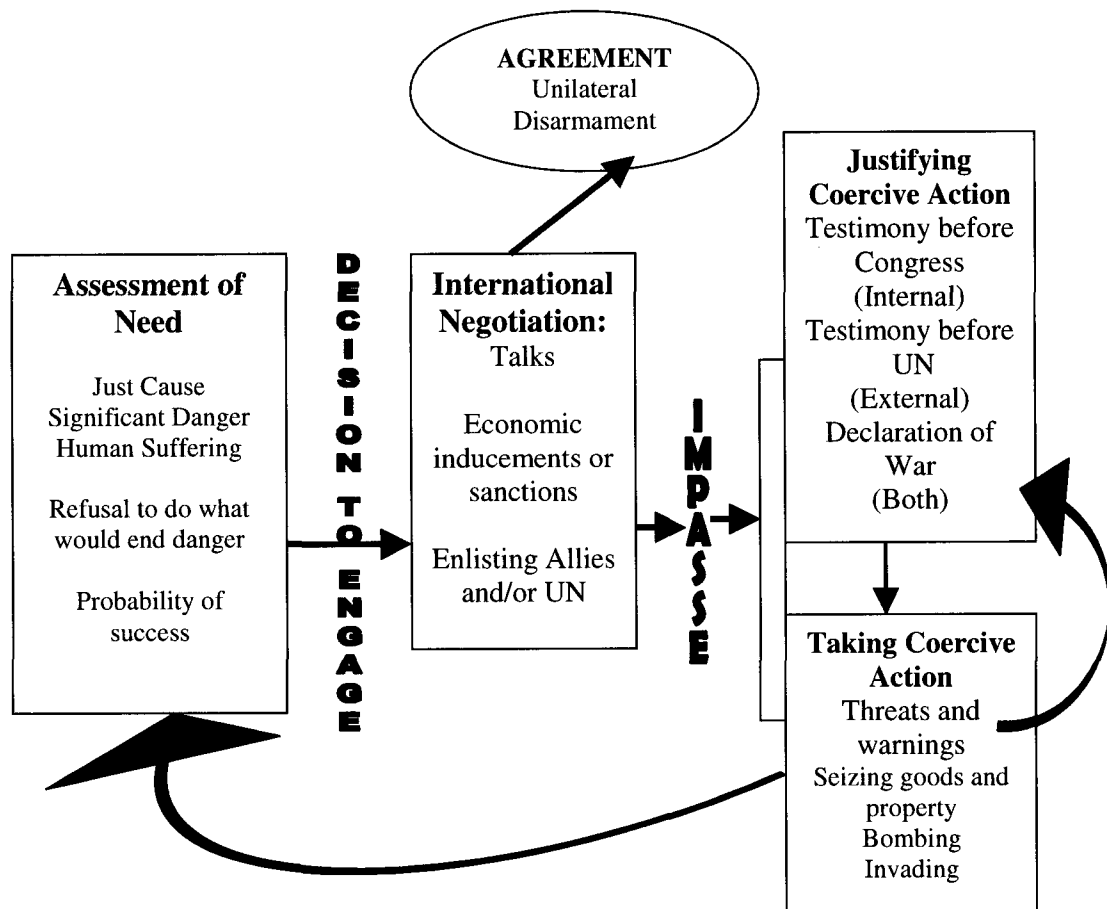 AGREEMENT
Unilateral
Disarmament
Assessment of
Need
Just Cause
Significant Danger
Human Suffering
Refusal to do what
would end danger
Probability of
success
DECISION TO ENGAGE
International
Negotiation:
Talks
Economic
inducements or
sanctions
Enlisting Allies
and/or UN
IMPASSE
Justifying
Coercive Action
Testimony before
Congress
(Internal)
Testimony before
UN
(External)
Declaration of
War
(Both)
Taking Coercive
Action
Threats and
warnings
Seizing goods and
property
Bombing
Invading